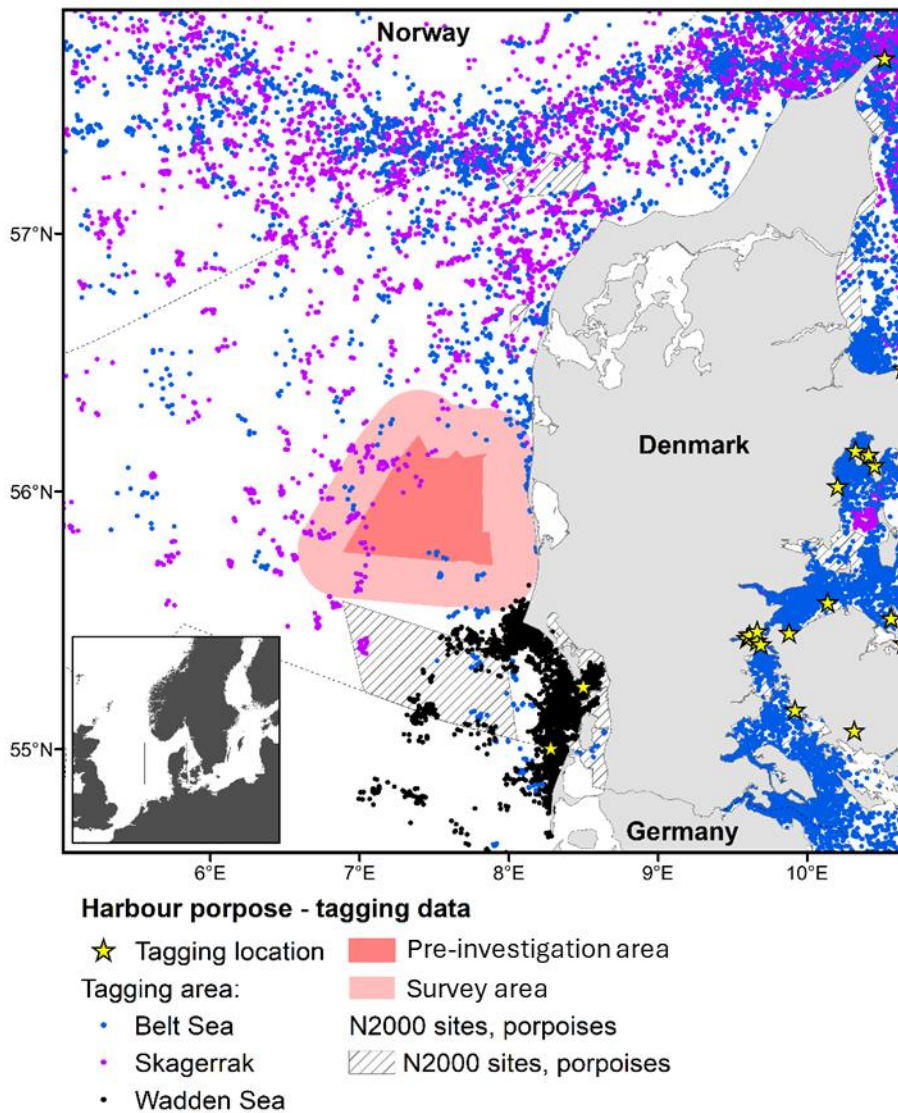 Norway
57°N
Denmark
56°N
55°N
Germany
6°E 7°E 8°E 9°E 10°E
Harbour porpoise - tagging data
Tagging location
Pre-investigation area
Tagging area:
Survey area
Belt Sea
N2000 sites, porpoises
Skagerrak
N2000 sites, porpoises
Wadden Sea